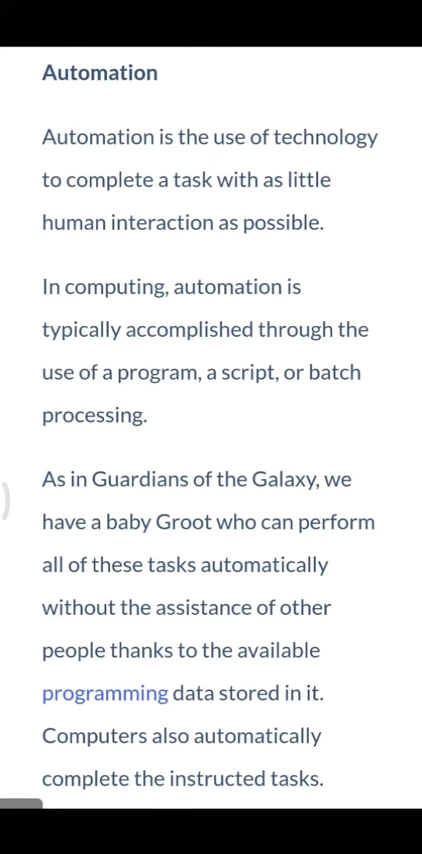 Automation
Automation is the use of technology
to complete a task with as little
human interaction as possible.
In computing, automation is
typically accomplished through the
use of a program, a script, or batch
processing.
As in Guardians of the Galaxy, we
have a baby Groot who can perform
all of these tasks automatically
without the assistance of other
people thanks to the available
programming data stored in it.
Computers also automatically
complete the instructed tasks.